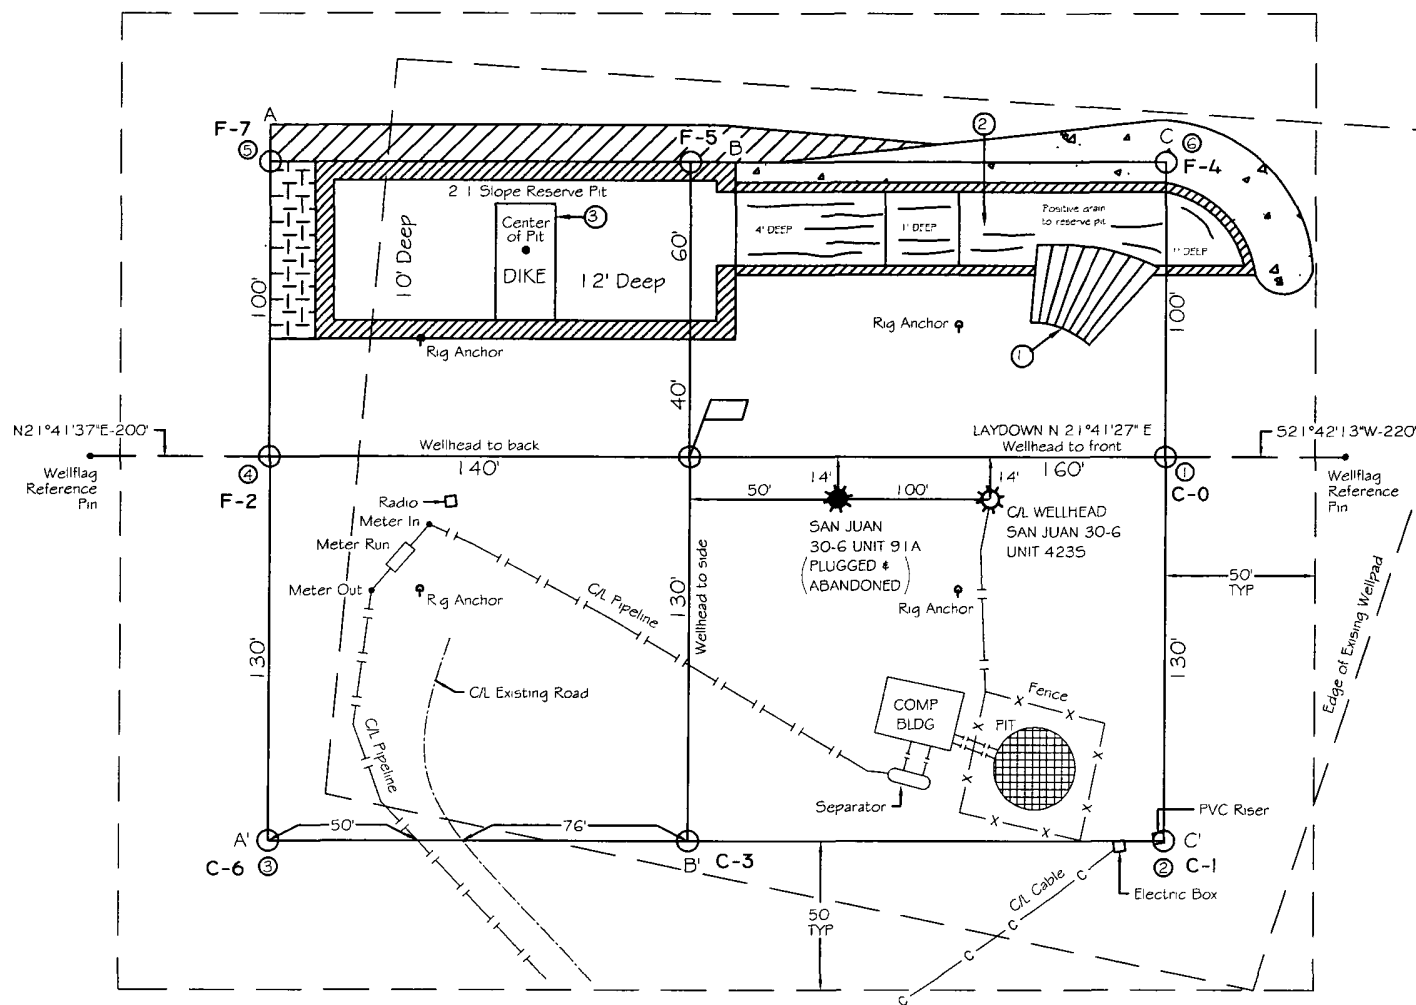 A
F-7
5
F-5
B
2
C
6
F-4
2 1 Slope Reserve Pit
3
Center
of Pit
DIKE
10' Deep
12' Deep
60'
4' DEEP
1' DEEP
Positive drain
to reserve pit
1' DEEP
100'
100'
Rig Anchor
Rig Anchor
1
40'
N21°41'37"E-200'
Wellhead to back
140'
LAYDOWN N 21°41'27" E
Wellhead to front
160'
S21°42'13"W-220'
Wellflag
Reference
Pin
4
F-2
1
C-0
Wellflag
Reference
Pin
50'
14'
100'
14'
Radio
Meter In
Meter Run
Meter Out
Rig Anchor
SAN JUAN
30-6 UNIT 91A
(PLUGGED &
ABANDONED)
C/L WELLHEAD
SAN JUAN 30-6
UNIT 423S
Rig Anchor
50'
TYP
C/L Pipeline
Wellhead to side
130'
130'
130'
Edge of Exising Wellpad
C/L Existing Road
C/L Pipeline
COMP
BLDG
Fence
PIT
Separator
PVC Riser
A'
50'
76'
C-6
3
B'
C-3
C'
2
C-1
Electric Box
C/L Cable
50
TYP